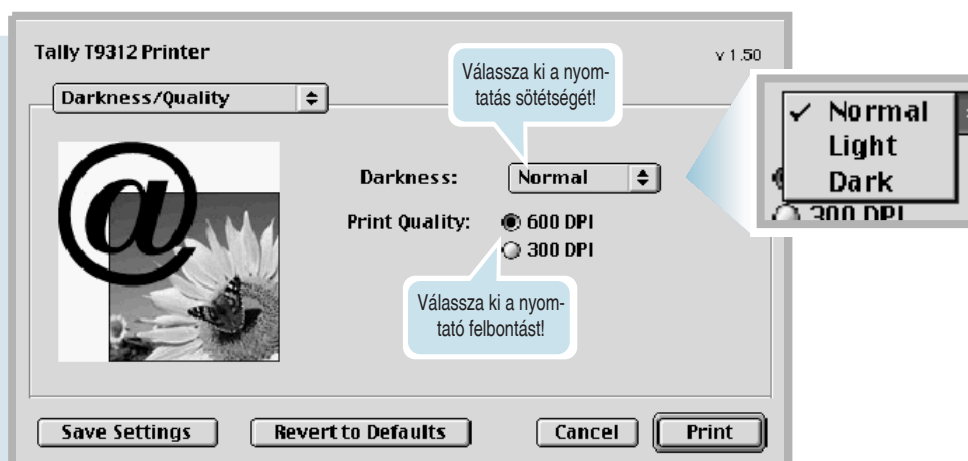 Tally T9312 Printer
v 1.50
Darkness/Quality
Válassza ki a nyom-
tatás sötétségét!
Darkness: Normal
Normal
Light
Dark
300 DPI
Print Quality: 600 DPI
300 DPI
Válassza ki a nyom-
tató felbontást!
@
Save Settings
Revert to Defaults
Cancel
Print